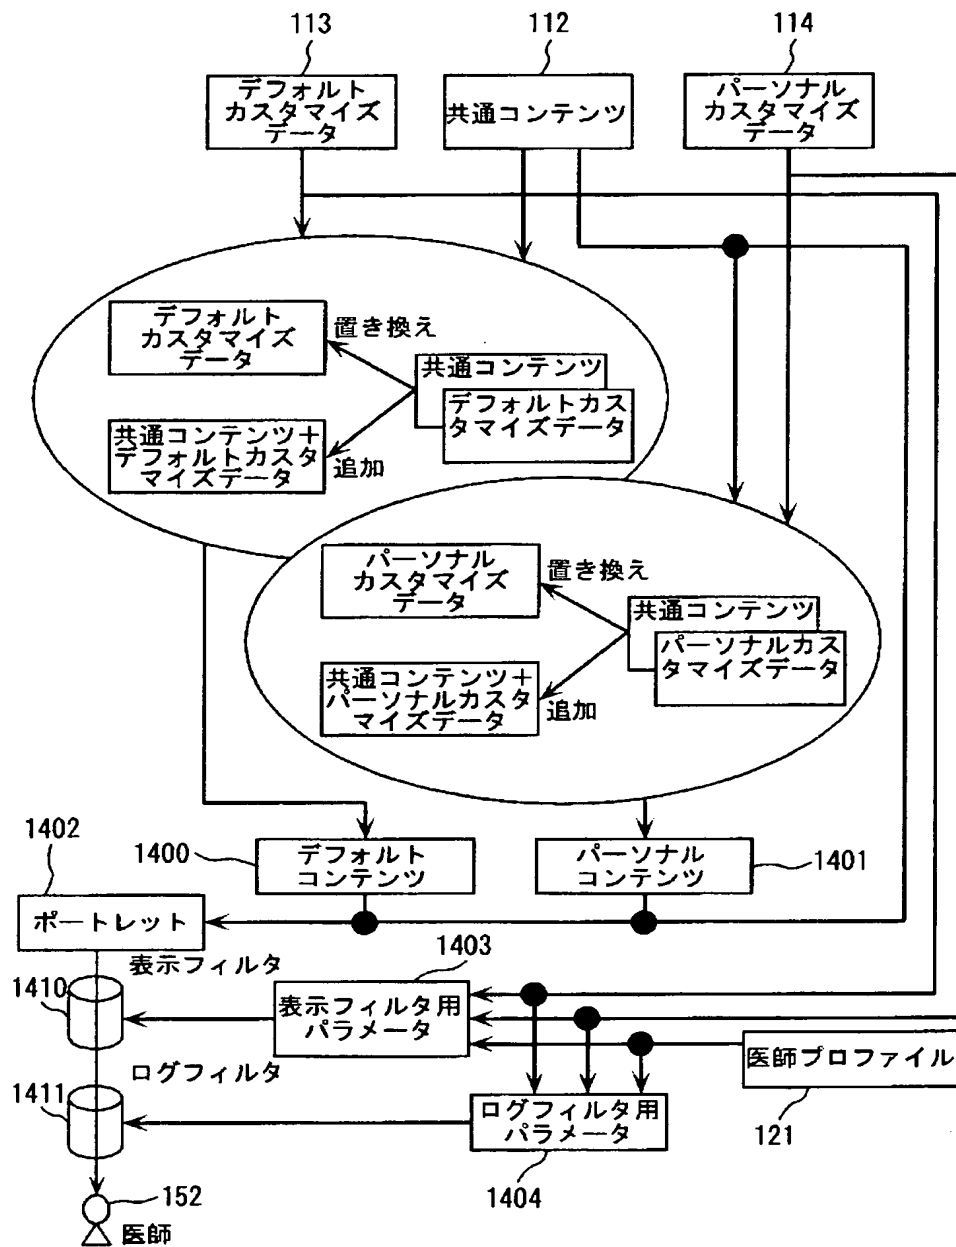 113
112
114
デフォルト
カスタマイズ
データ
共通コンテンツ
パーソナル
カスタマイズ
データ
デフォルト
カスタマイズ
データ
置き換え
共通コンテンツ
デフォルトカス
タマイズデータ
共通コンテンツ＋
デフォルトカスタ
マイズデータ
追加
パーソナル
カスタマイズ
データ
置き換え
共通コンテンツ
パーソナルカス
タマイズデータ
共通コンテンツ＋
パーソナルカスタ
マイズデータ
追加
1402
1400
デフォルト
コンテンツ
パーソナル
コンテンツ
1401
ポートレット
表示フィルタ
1403
1410
表示フィルタ用
パラメータ
医師プロファイル
ログフィルタ
1411
ログフィルタ用
パラメータ
121
1404
152
医師